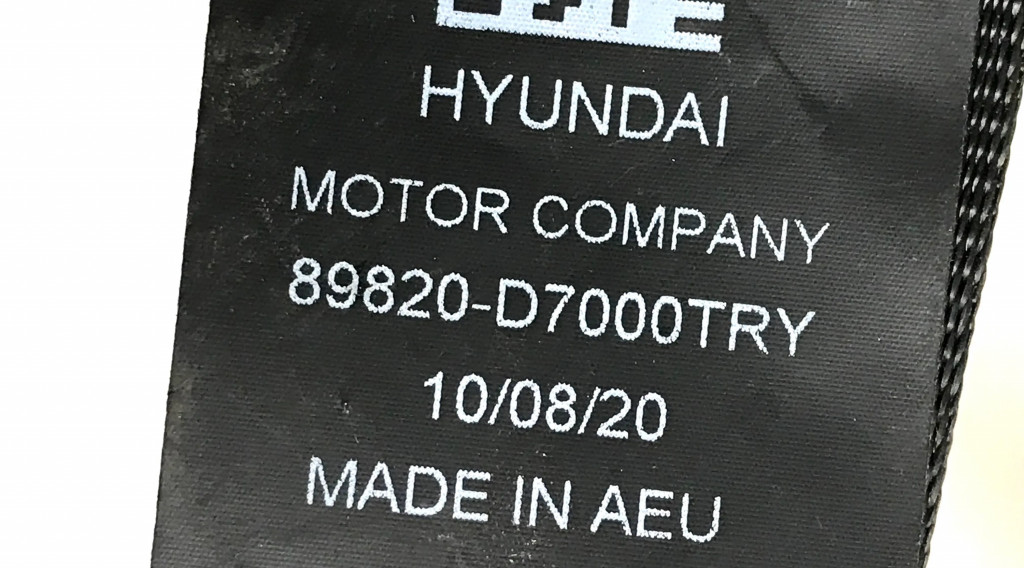 HYUNDAI
MOTOR COMPANY
89820-D7000TRY
10/08/20
MADE IN AEU